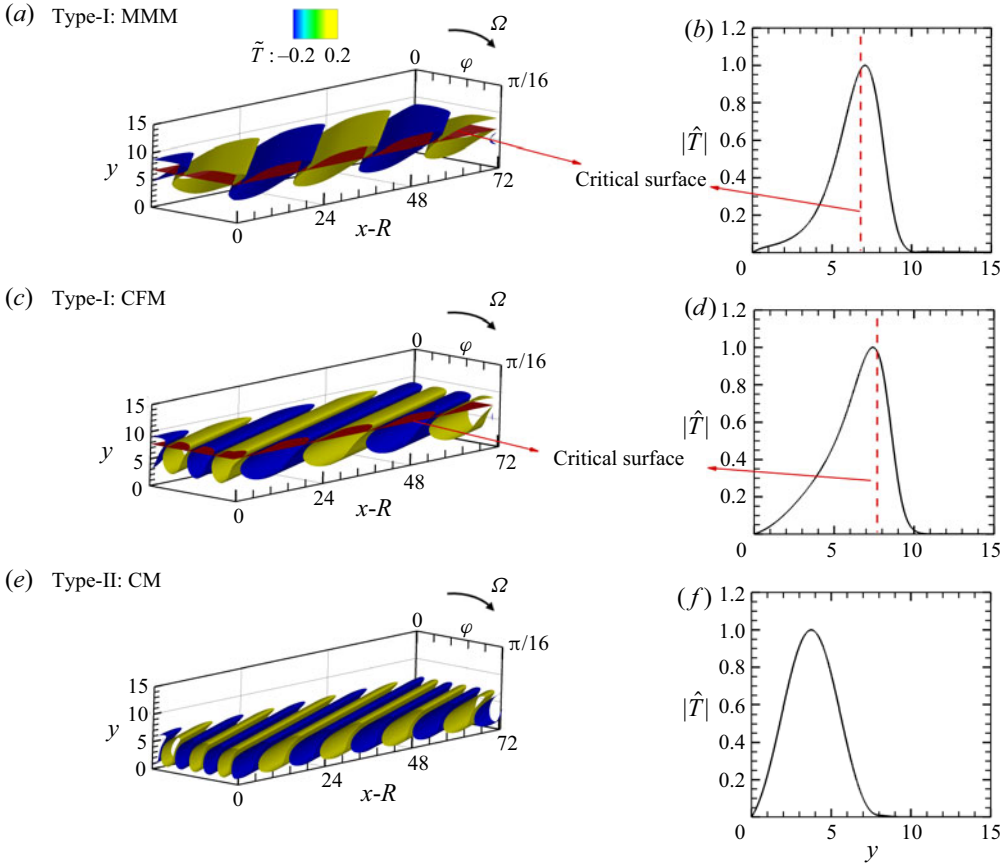 (a) Type-I: MMM
T̃ : –0.2 0.2
Ω
0
φ
π/16
15
10
y
5
0
0
24
48
72
x-R
Critical surface
(b)
1.2
1.0
0.8
|T̂|
0.6
0.4
0.2
0
5
10
15
(c) Type-I: CFM
Ω
0
φ
π/16
15
10
y
5
0
0
24
48
72
x-R
Critical surface
(d)
1.2
1.0
0.8
|T̂|
0.6
0.4
0.2
0
5
10
15
(e) Type-II: CM
Ω
0
φ
π/16
15
10
y
5
0
0
24
48
72
x-R
(f)
1.2
1.0
0.8
|T̂|
0.6
0.4
0.2
0
5
10
15
y